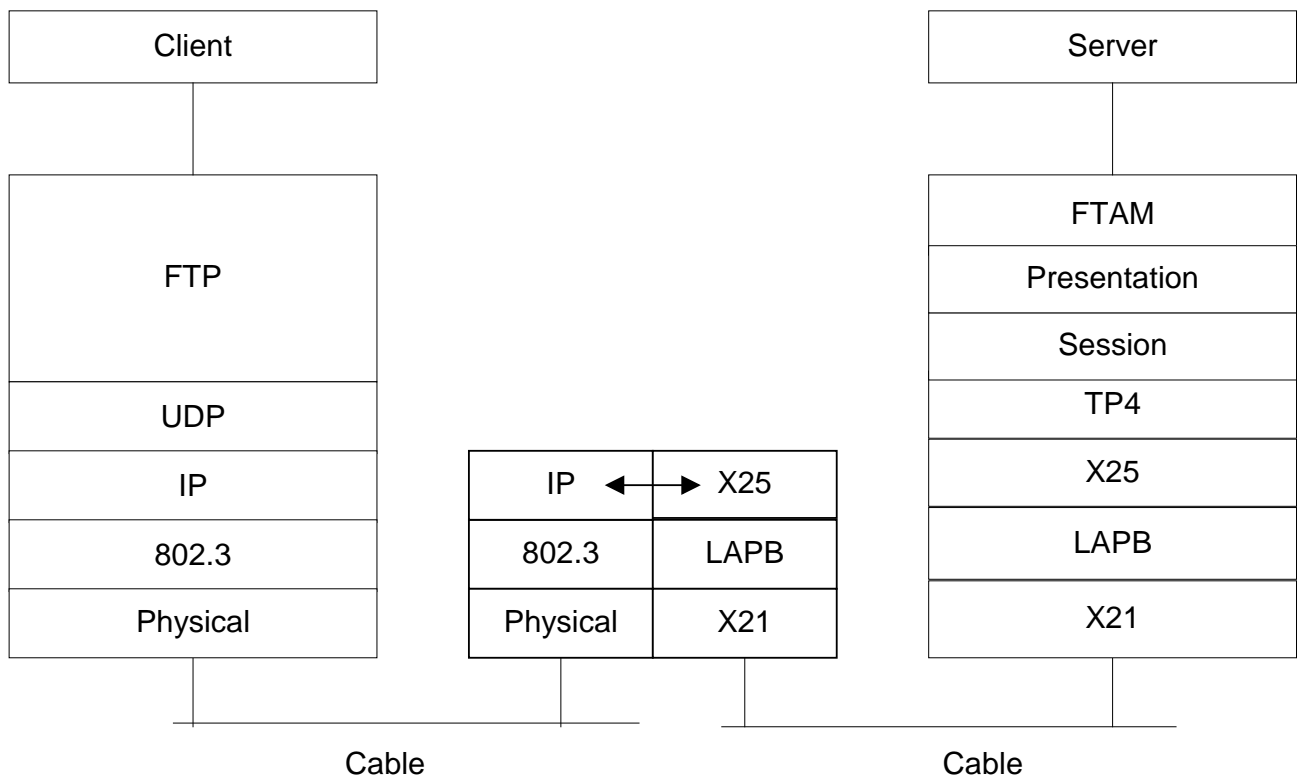 Client
Server
FTP
UDP
IP
802.3
Physical
IP
X25
802.3
LAPB
Physical
X21
FTAM
Presentation
Session
TP4
X25
LAPB
X21
Cable
Cable